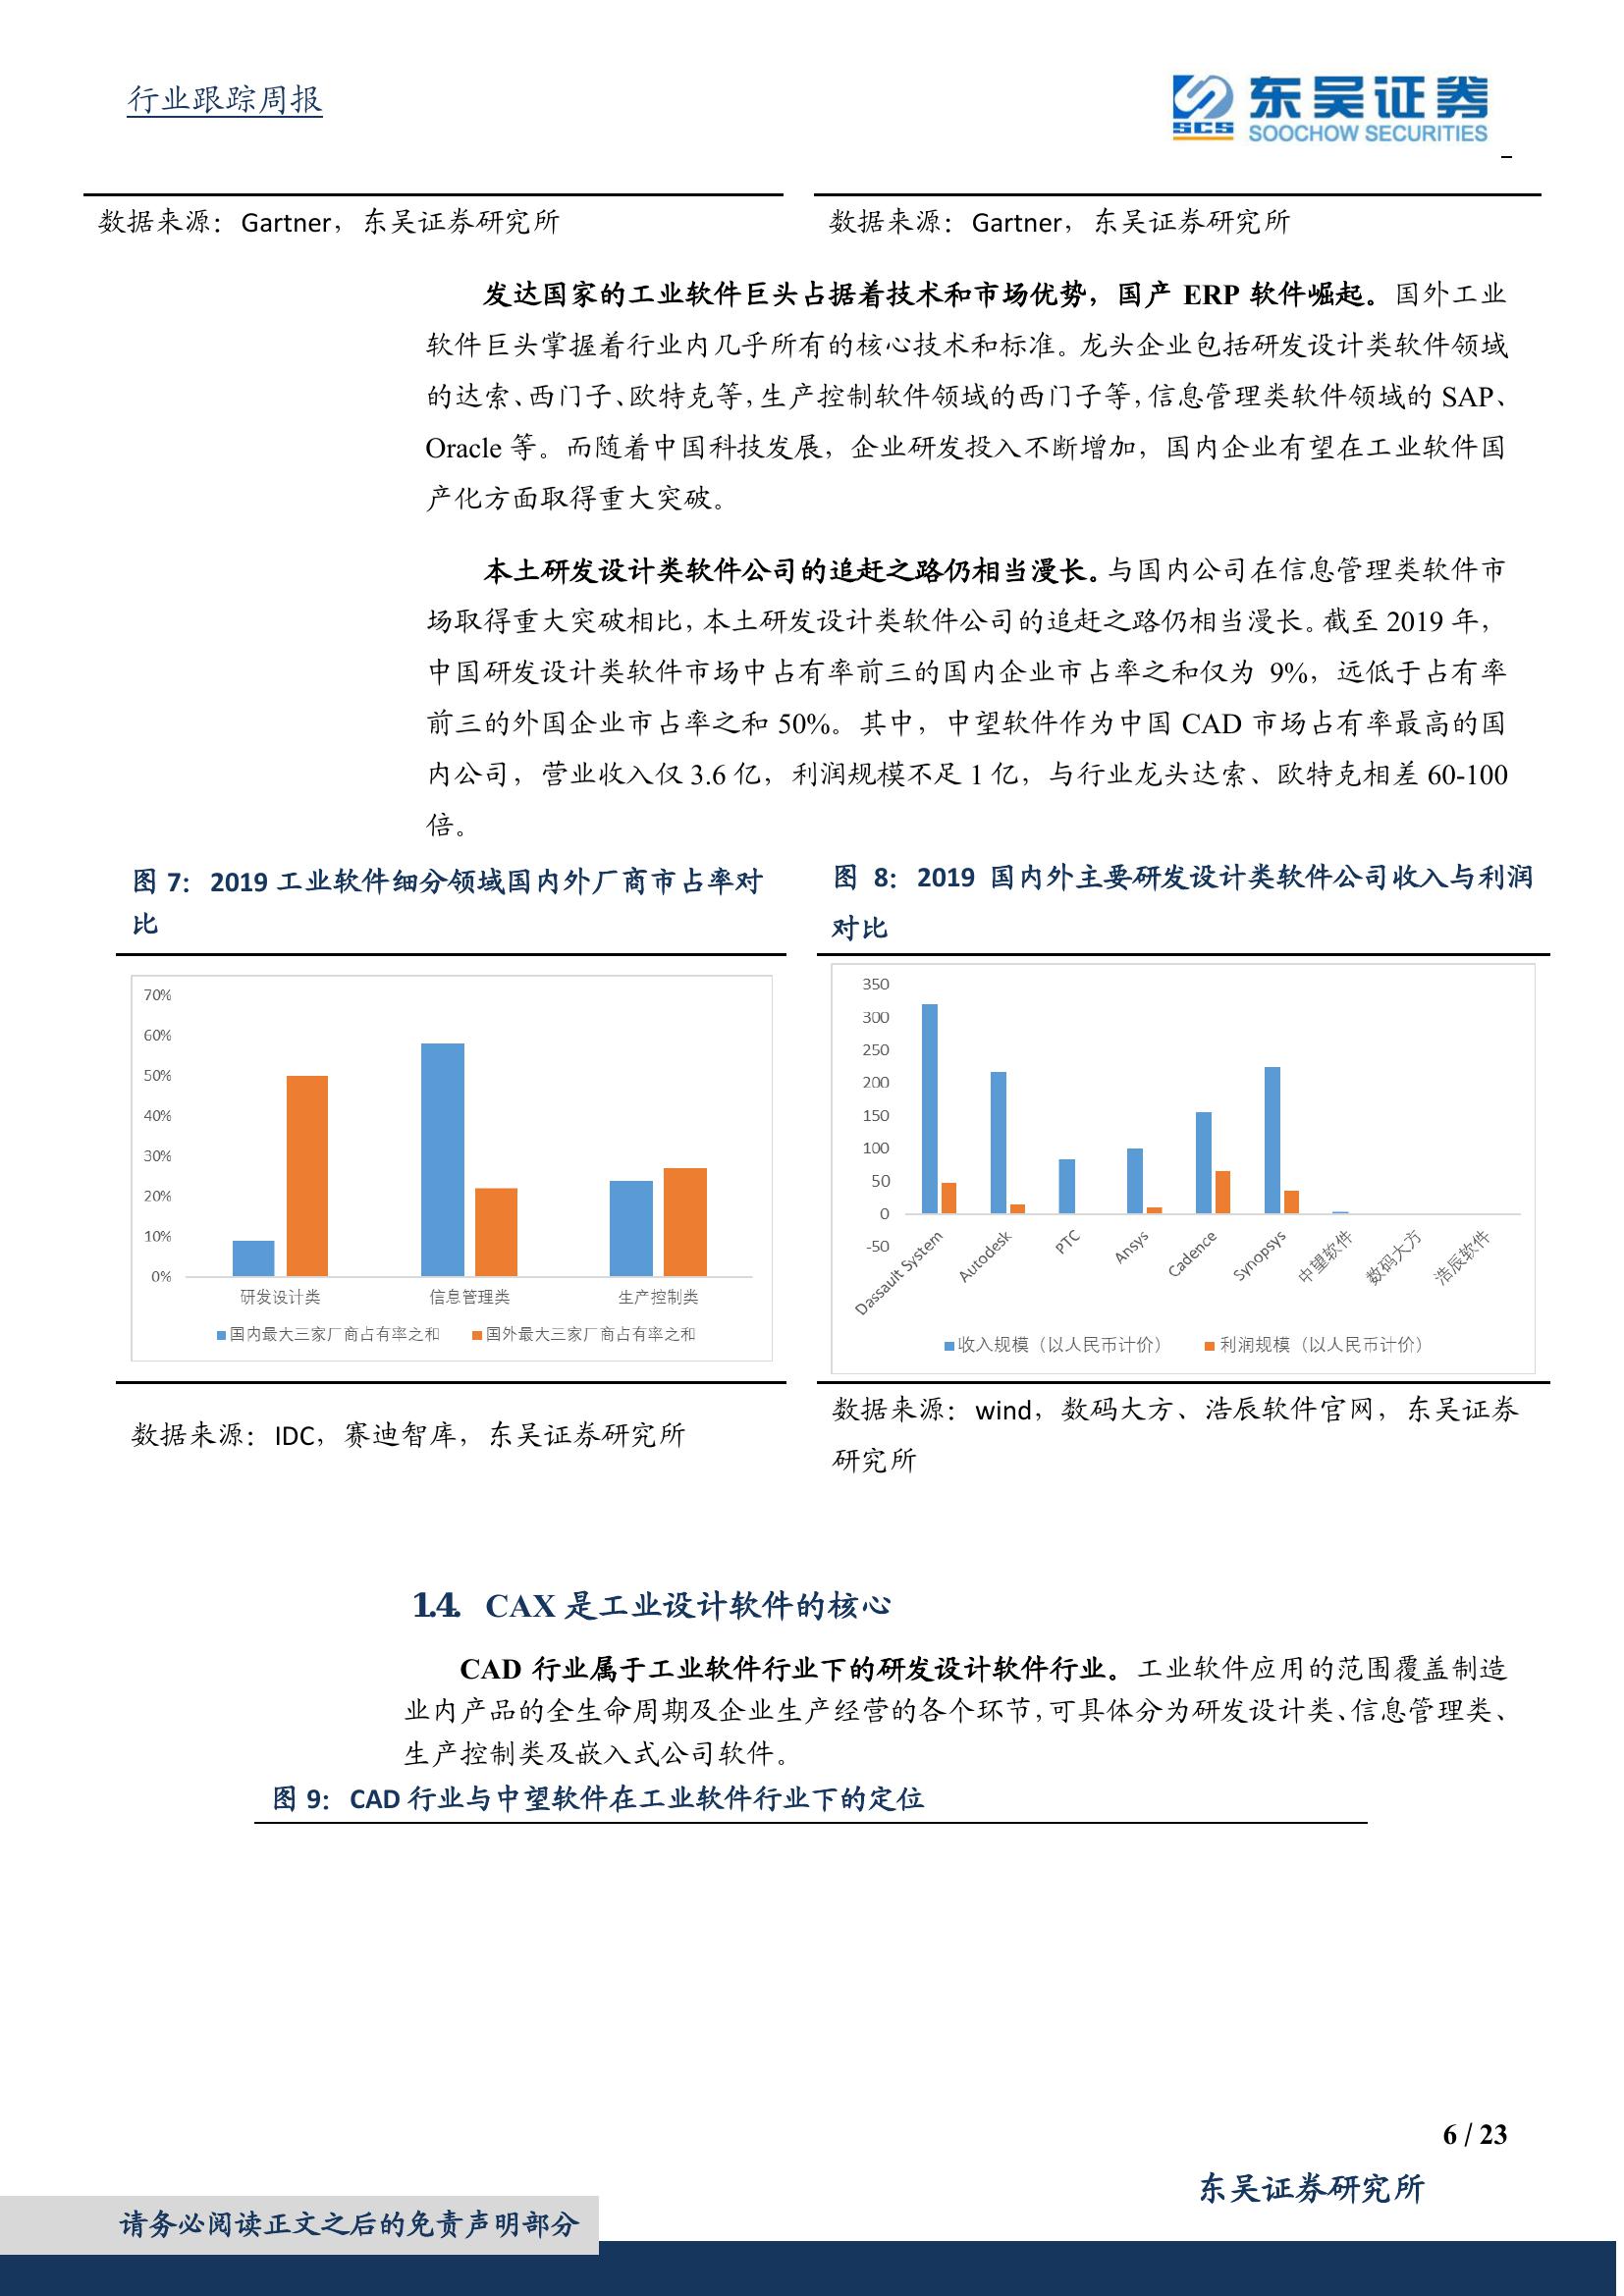 行业跟踪周报
东吴证券
SCS
SOOCHOW SECURITIES
数据来源：Gartner，东吴证券研究所
数据来源：Gartner，东吴证券研究所
发达国家的工业软件巨头占据着技术和市场优势，国产 ERP 软件崛起。国外工业
软件巨头掌握着行业内几乎所有的核心技术和标准。龙头企业包括研发设计类软件领域
的达索、西门子、欧特克等，生产控制软件领域的西门子等，信息管理类软件领域的 SAP、
Oracle 等。而随着中国科技发展，企业研发投入不断增加，国内企业有望在工业软件国
产化方面取得重大突破。
本土研发设计类软件公司的追赶之路仍相当漫长。与国内公司在信息管理类软件市
场取得重大突破相比，本土研发设计类软件公司的追赶之路仍相当漫长。截至 2019 年，
中国研发设计类软件市场中占有率前三的国内企业市占率之和仅为 9%，远低于占有率
前三的外国企业市占率之和 50%。其中，中望软件作为中国 CAD 市场占有率最高的国
内公司，营业收入仅 3.6 亿，利润规模不足 1 亿，与行业龙头达索、欧特克相差 60-100
倍。
图 7：2019 工业软件细分领域国内外厂商市占率对
比
70%
60%
50%
40%
30%
20%
10%
0%
研发设计类 信息管理类 生产控制类
国内最大三家厂商占有率之和 国外最大三家厂商占有率之和
数据来源：IDC，赛迪智库，东吴证券研究所
图 8：2019 国内外主要研发设计类软件公司收入与利润
对比
350
300
250
200
150
100
50
0
-50
Dassault System Autodesk PTC Ansys Cadence Synopsys 中望软件 数码大方 浩辰软件
收入规模（以人民币计价） 利润规模（以人民币计价）
数据来源：wind，数码大方、浩辰软件官网，东吴证券
研究所
1.4. CAX 是工业设计软件的核心
CAD 行业属于工业软件行业下的研发设计软件行业。工业软件应用的范围覆盖制造
业内产品的全生命周期及企业生产经营的各个环节，可具体分为研发设计类、信息管理类、
生产控制类及嵌入式公司软件。
图 9：CAD 行业与中望软件在工业软件行业下的定位
6 / 23
东吴证券研究所
请务必阅读正文之后的免责声明部分